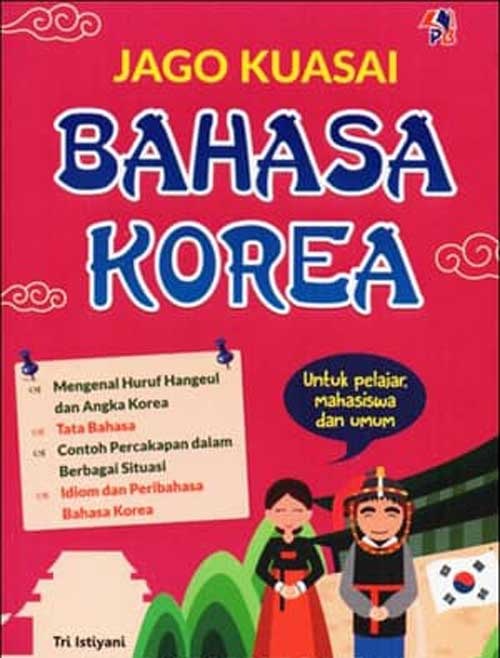 JAGO KUASAI
BAHASA
KOREA
Mengenal Huruf Hangeul
dan Angka Korea
Tata Bahasa
Contoh Percakapan dalam
Berbagai Situasi
Idiom dan Peribahasa
Bahasa Korea
Untuk pelajar,
mahasiswa
dan umum
Tri Istiyani